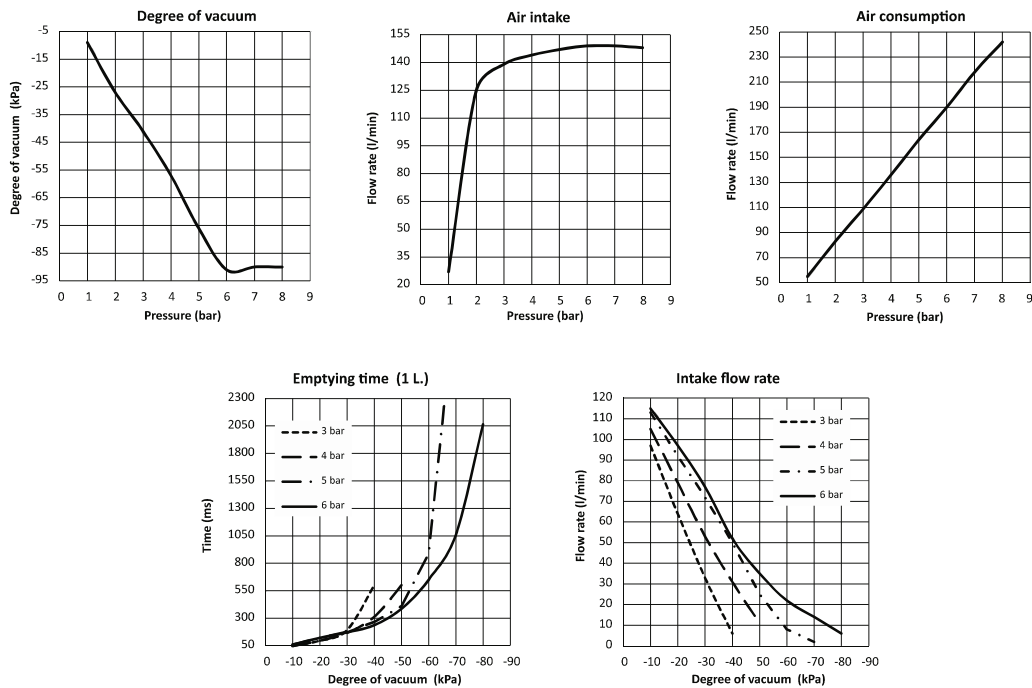 Degree of vacuum
-5
-15
-25
-35
-45
-55
-65
-75
-85
-95
Degree of vacuum (kPa)
0 1 2 3 4 5 6 7 8 9
Pressure (bar)
Air intake
155
140
125
110
95
80
65
50
35
20
Flow rate (l/min)
0 1 2 3 4 5 6 7 8 9
Pressure (bar)
Air consumption
250
230
210
190
170
150
130
110
90
70
50
Flow rate (l/min)
0 1 2 3 4 5 6 7 8 9
Pressure (bar)
Emptying time (1 L.)
2300
2050
1800
1550
1300
1050
800
550
300
50
Time (ms)
3 bar
4 bar
5 bar
6 bar
0 -10 -20 -30 -40 -50 -60 -70 -80 -90
Degree of vacuum (kPa)
Intake flow rate
120
110
100
90
80
70
60
50
40
30
20
10
0
Flow rate (l/min)
3 bar
4 bar
5 bar
6 bar
0 -10 -20 -30 -40 50 -60 -70 -80 -90
Degree of vacuum (kPa)